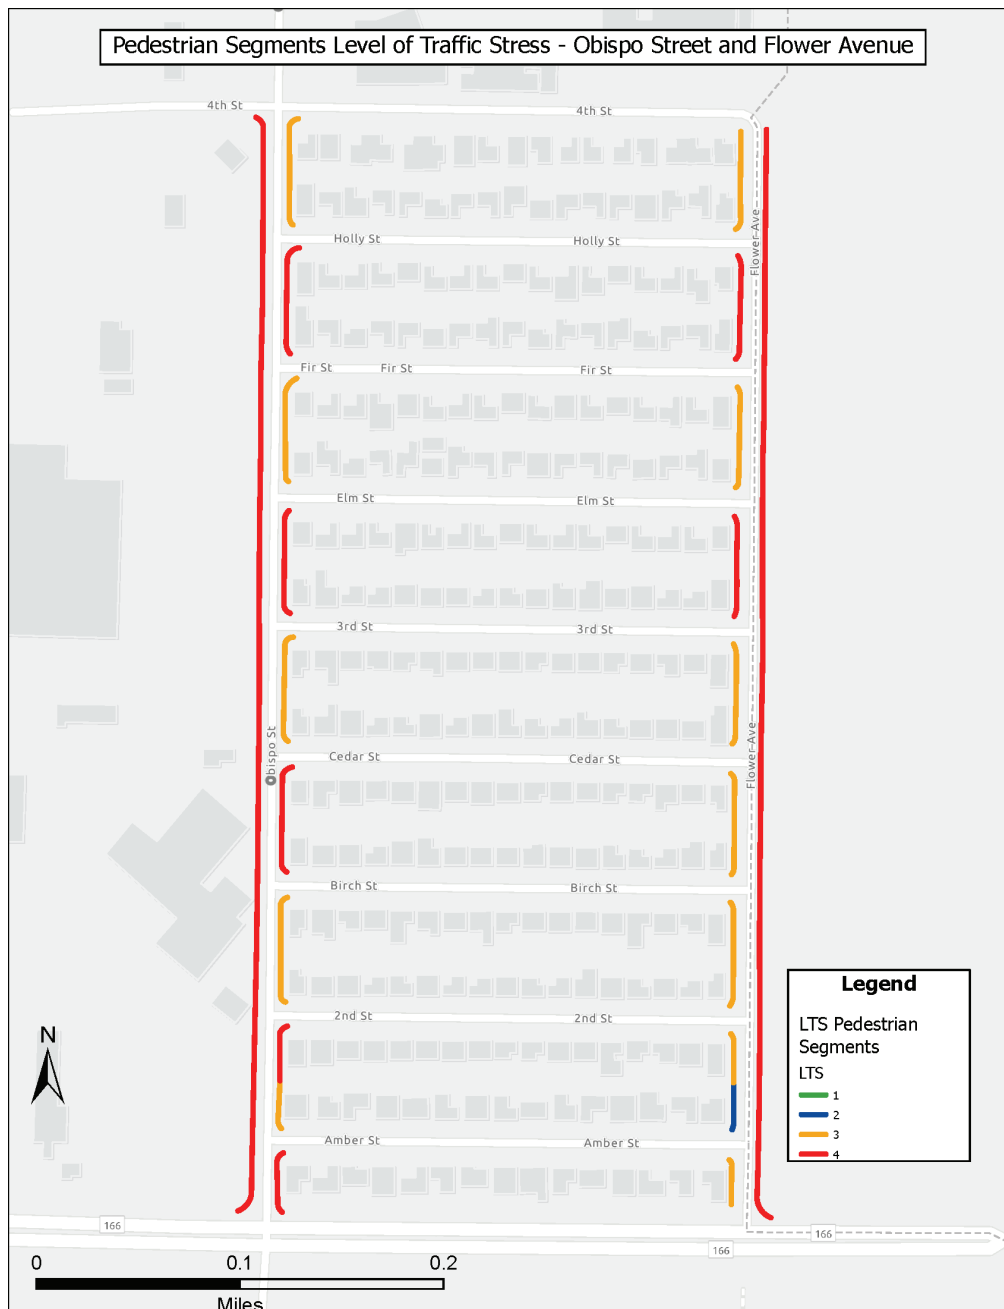 Pedestrian Segments Level of Traffic Stress - Obispo Street and Flower Avenue
4th St
4th St
Flower Ave
Holly St
Holly St
Fir St
Fir St
Fir St
Elm St
Elm St
3rd St
3rd St
Obispo St
Flower Ave
Cedar St
Cedar St
Birch St
Birch St
2nd St
2nd St
Amber St
Amber St
Legend
LTS Pedestrian
Segments
LTS
1
2
3
4
N
166
166
166
0
0.1
0.2
Miles